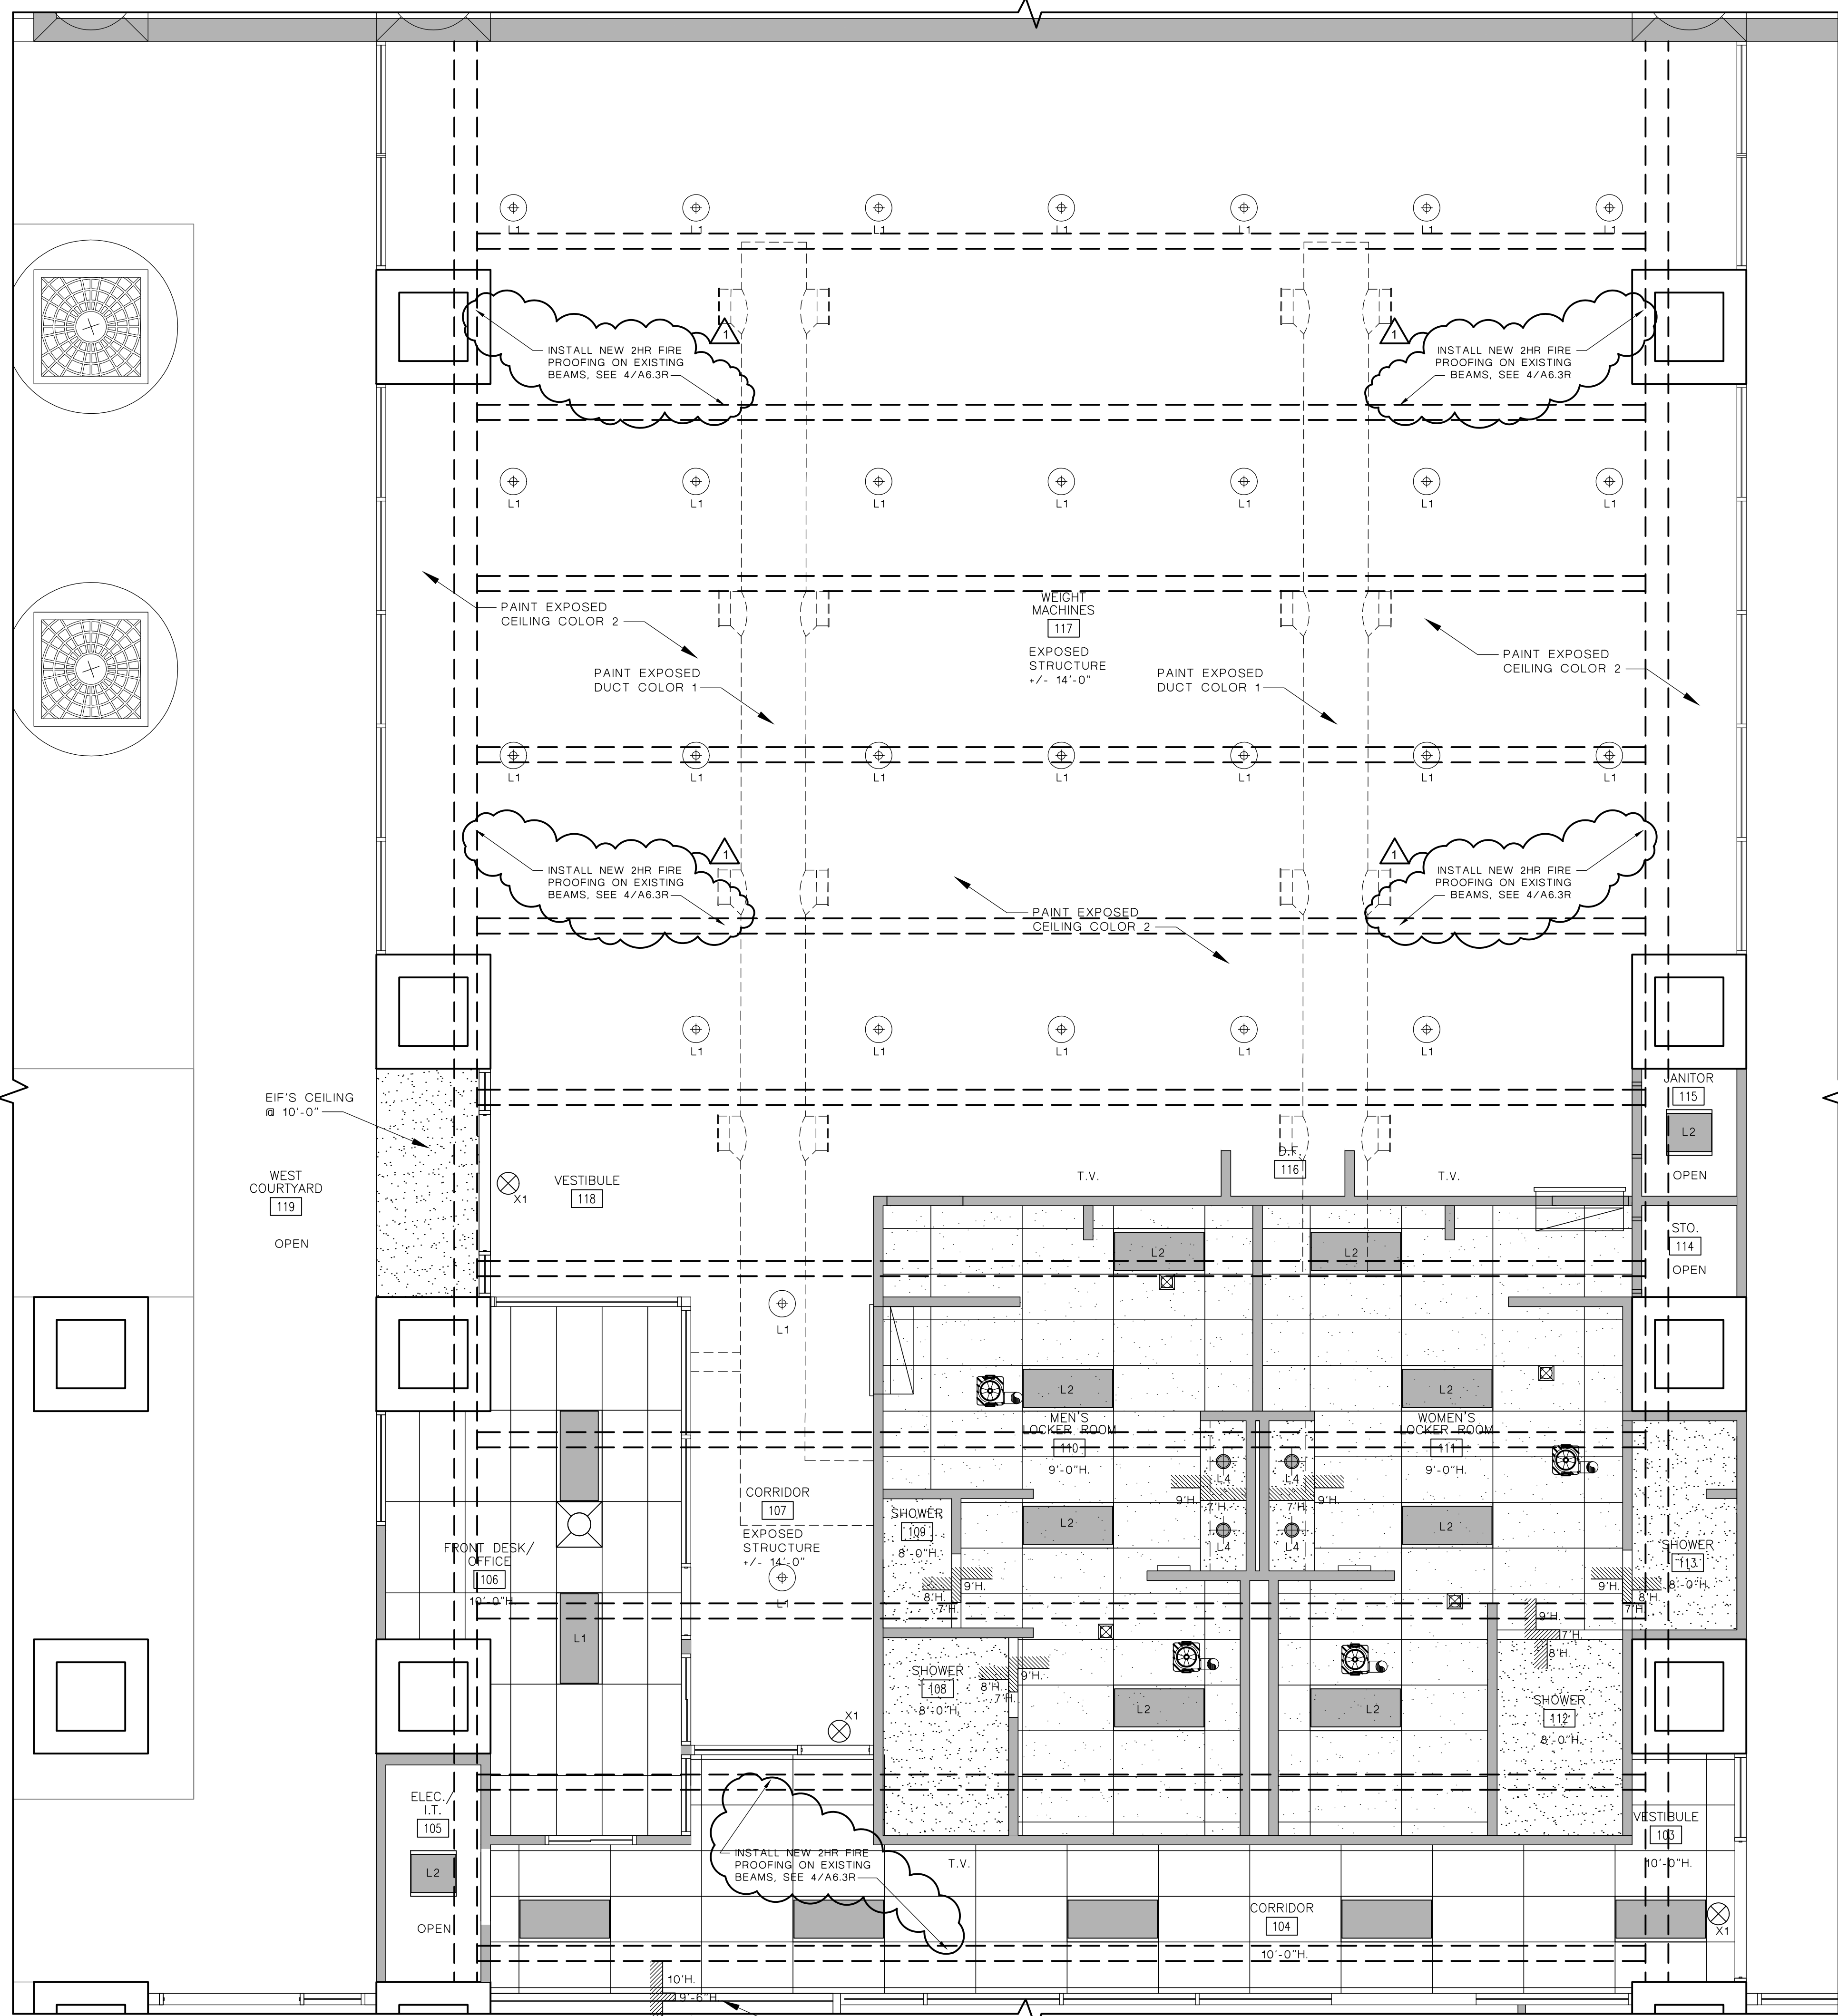 L1
L1
L1
L1
L1
L1
L1
1
1
INSTALL NEW 2HR FIRE
PROOFING ON EXISTING
BEAMS, SEE 4/A6.3R
INSTALL NEW 2HR FIRE
PROOFING ON EXISTING
BEAMS, SEE 4/A6.3R
L1
L1
L1
L1
L1
L1
L1
PAINT EXPOSED
CEILING COLOR 2
WEIGHT
MACHINES
117
EXPOSED
STRUCTURE
+/- 14'-0"
PAINT EXPOSED
CEILING COLOR 2
PAINT EXPOSED
DUCT COLOR 1
PAINT EXPOSED
DUCT COLOR 1
L1
L1
L1
L1
L1
L1
L1
1
1
INSTALL NEW 2HR FIRE
PROOFING ON EXISTING
BEAMS, SEE 4/A6.3R
INSTALL NEW 2HR FIRE
PROOFING ON EXISTING
BEAMS, SEE 4/A6.3R
PAINT EXPOSED
CEILING COLOR 2
L1
L1
L1
L1
L1
EIF'S CEILING
@ 10'-0"
JANITOR
115
L2
OPEN
WEST
COURTYARD
119
OPEN
X1
VESTIBULE
118
T.V.
D.F.
116
T.V.
STO.
114
OPEN
L2
L2
L1
L2
L2
MEN'S
LOCKER ROOM
110
9'-0"H.
WOMEN'S
LOCKER ROOM
111
9'-0"H.
L4
L4
9'H.
7'H.
7'H.
9'H.
L4
L4
CORRIDOR
107
EXPOSED
STRUCTURE
+/- 14'-0"
L1
SHOWER
109
8'-0"H.
L2
L2
FRONT DESK/
OFFICE
106
10'-0"H.
L1
9'H.
8'H.
7'H.
SHOWER
113
8'-0"H.
9'H.
8'H.
7'H.
9'H.
7'H.
8'H.
SHOWER
108
8'-0"H.
9'H.
8'H.
7'H.
L2
L2
SHOWER
112
8'-0"H.
X1
ELEC./
I.T.
105
L2
OPEN
INSTALL NEW 2HR FIRE
PROOFING ON EXISTING
BEAMS, SEE 4/A6.3R
T.V.
VESTIBULE
103
10'-0"H.
CORRIDOR
104
10'-0"H.
X1
10'H.
9'-6"H